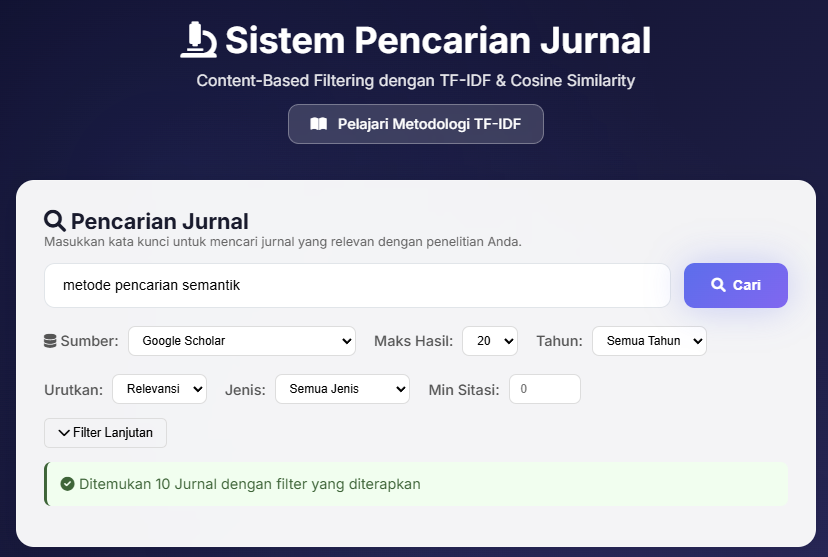 Sistem Pencarian Jurnal
Content-Based Filtering dengan TF-IDF & Cosine Similarity
Pelajari Metodologi TF-IDF
Pencarian Jurnal
Masukkan kata kunci untuk mencari jurnal yang relevan dengan penelitian Anda.
metode pencarian semantik Cari
Sumber: Google Scholar Maks Hasil: 20 Tahun: Semua Tahun
Urutkan: Relevansi Jenis: Semua Jenis Min Sitasi: 0
Filter Lanjutan
Ditemukan 10 Jurnal dengan filter yang diterapkan